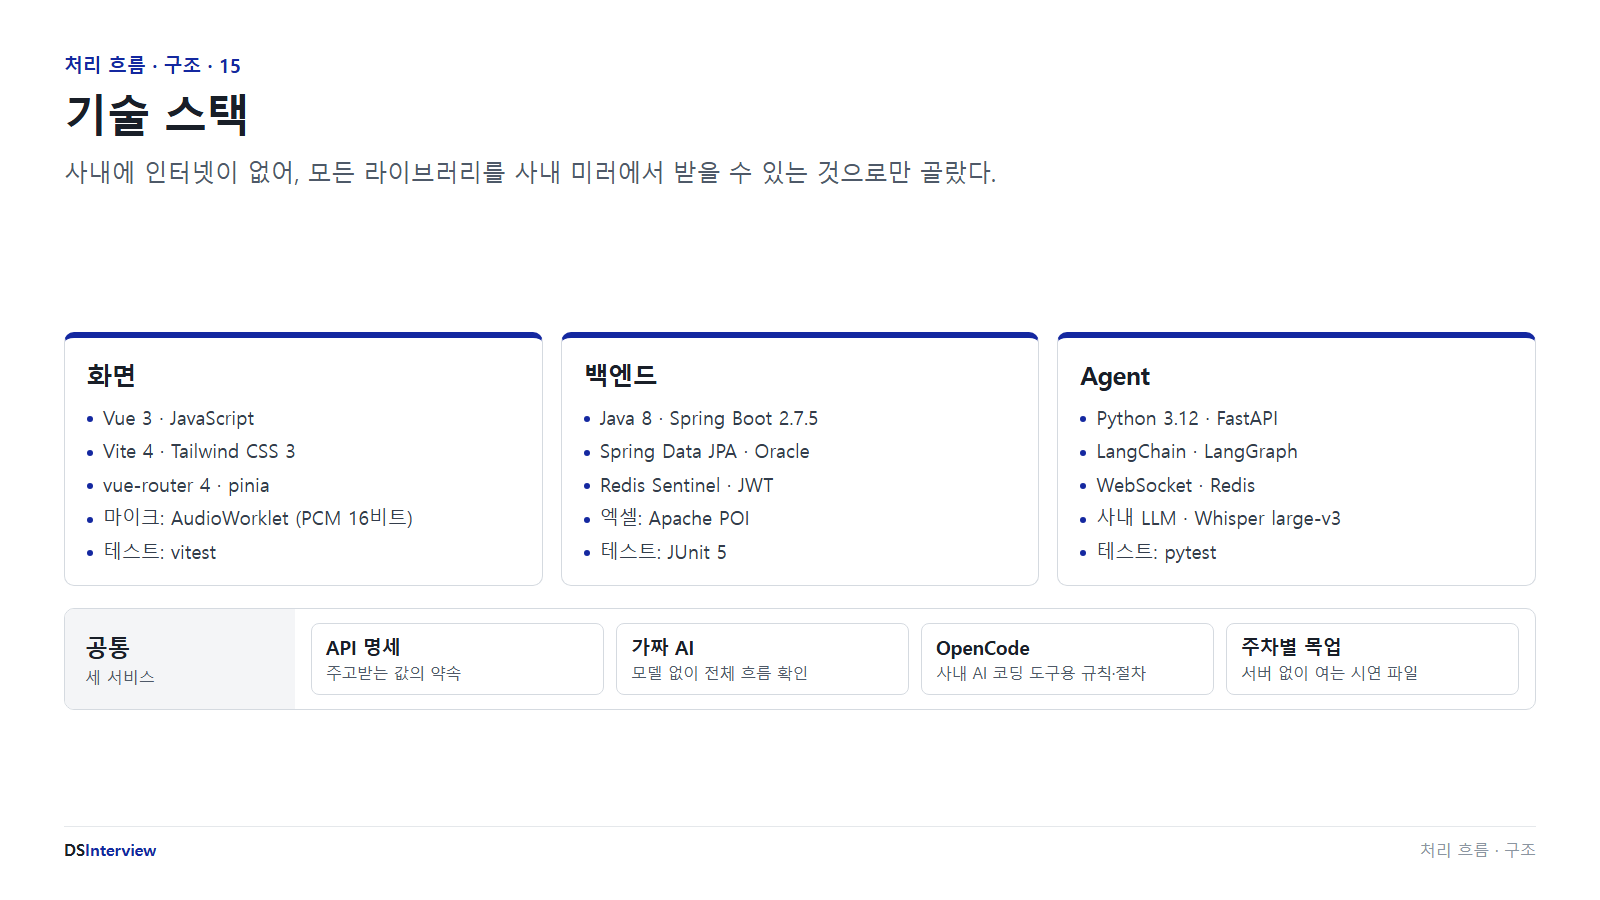 처리 흐름 · 구조 · 15
기술 스택
사내에 인터넷이 없어, 모든 라이브러리를 사내 미러에서 받을 수 있는 것으로만 골랐다.
화면
• Vue 3 · JavaScript
• Vite 4 · Tailwind CSS 3
• vue-router 4 · pinia
• 마이크: AudioWorklet (PCM 16비트)
• 테스트: vitest
백엔드
• Java 8 · Spring Boot 2.7.5
• Spring Data JPA · Oracle
• Redis Sentinel · JWT
• 엑셀: Apache POI
• 테스트: JUnit 5
Agent
• Python 3.12 · FastAPI
• LangChain · LangGraph
• WebSocket · Redis
• 사내 LLM · Whisper large-v3
• 테스트: pytest
공통
세 서비스
API 명세
주고받는 값의 약속
가짜 AI
모델 없이 전체 흐름 확인
OpenCode
사내 AI 코딩 도구용 규칙·절차
주차별 목업
서버 없이 여는 시연 파일
DSInterview
처리 흐름 · 구조